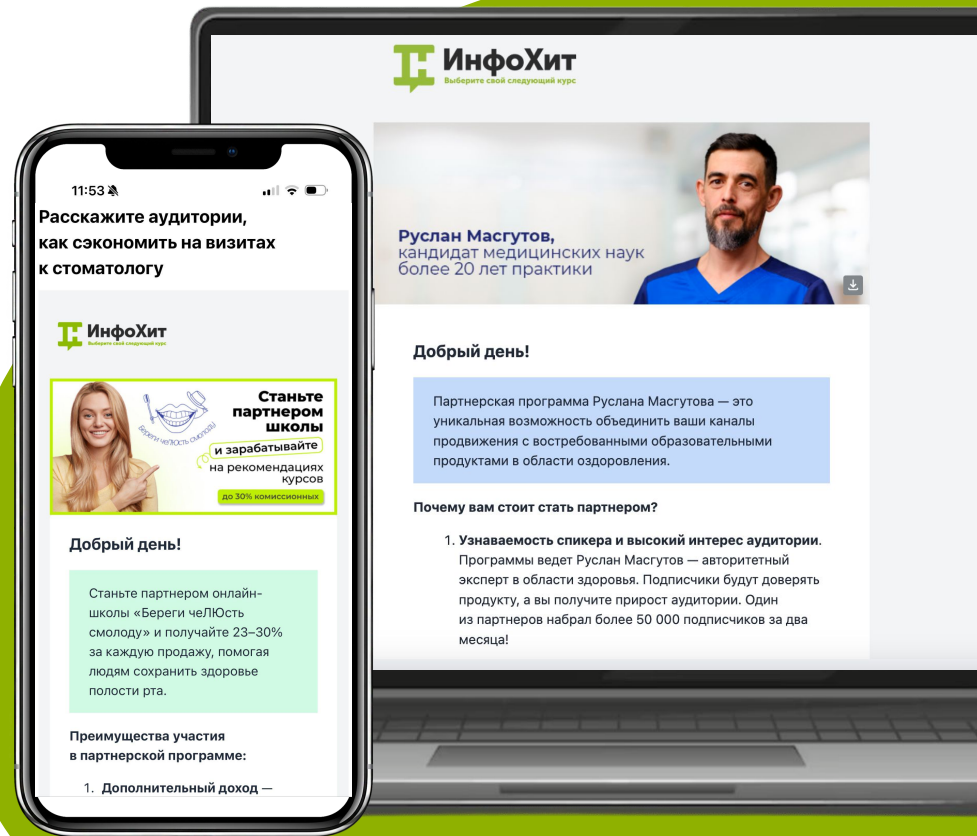 ИнфоХит
Выберите свой следующий курс
Руслан Масгутов,
кандидат медицинских наук
более 20 лет практики
Добрый день!
Партнерская программа Руслана Масгутова — это
уникальная возможность объединить ваши каналы
продвижения с востребованными образовательными
продуктами в области оздоровления.
Почему вам стоит стать партнером?
1. Узнаваемость спикера и высокий интерес аудитории.
Программы ведет Руслан Масгутов — авторитетный
эксперт в области здоровья. Подписчики будут доверять
продукту, а вы получите прирост аудитории. Один
из партнеров набрал более 50 000 подписчиков за два
месяца!
11:53
Расскажите аудитории,
как сэкономить на визитах
к стоматологу
ИнфоХит
Выберите свой следующий курс
Береги чеЛЮсть смолоду
Станьте
партнером
школы
и зарабатывайте
на рекомендациях
курсов
до 30% комиссионных
Добрый день!
Станьте партнером онлайн-
школы «Береги чеЛЮсть
смолоду» и получайте 23–30%
за каждую продажу, помогая
людям сохранить здоровье
полости рта.
Преимущества участия
в партнерской программе:
1. Дополнительный доход —